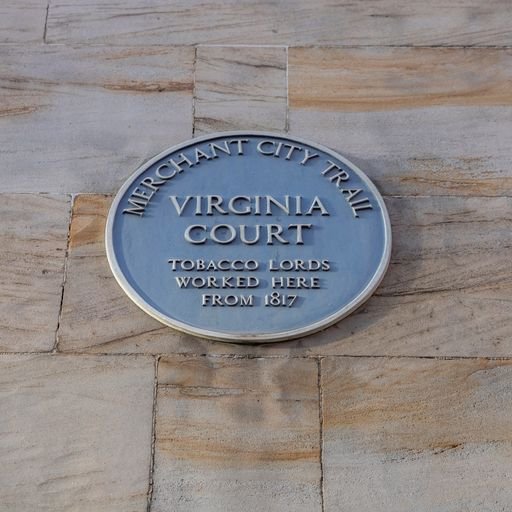 MERCHANT CITY TRAIL
VIRGINIA
COURT
TOBACCO LORDS
WORKED HERE
FROM 1817